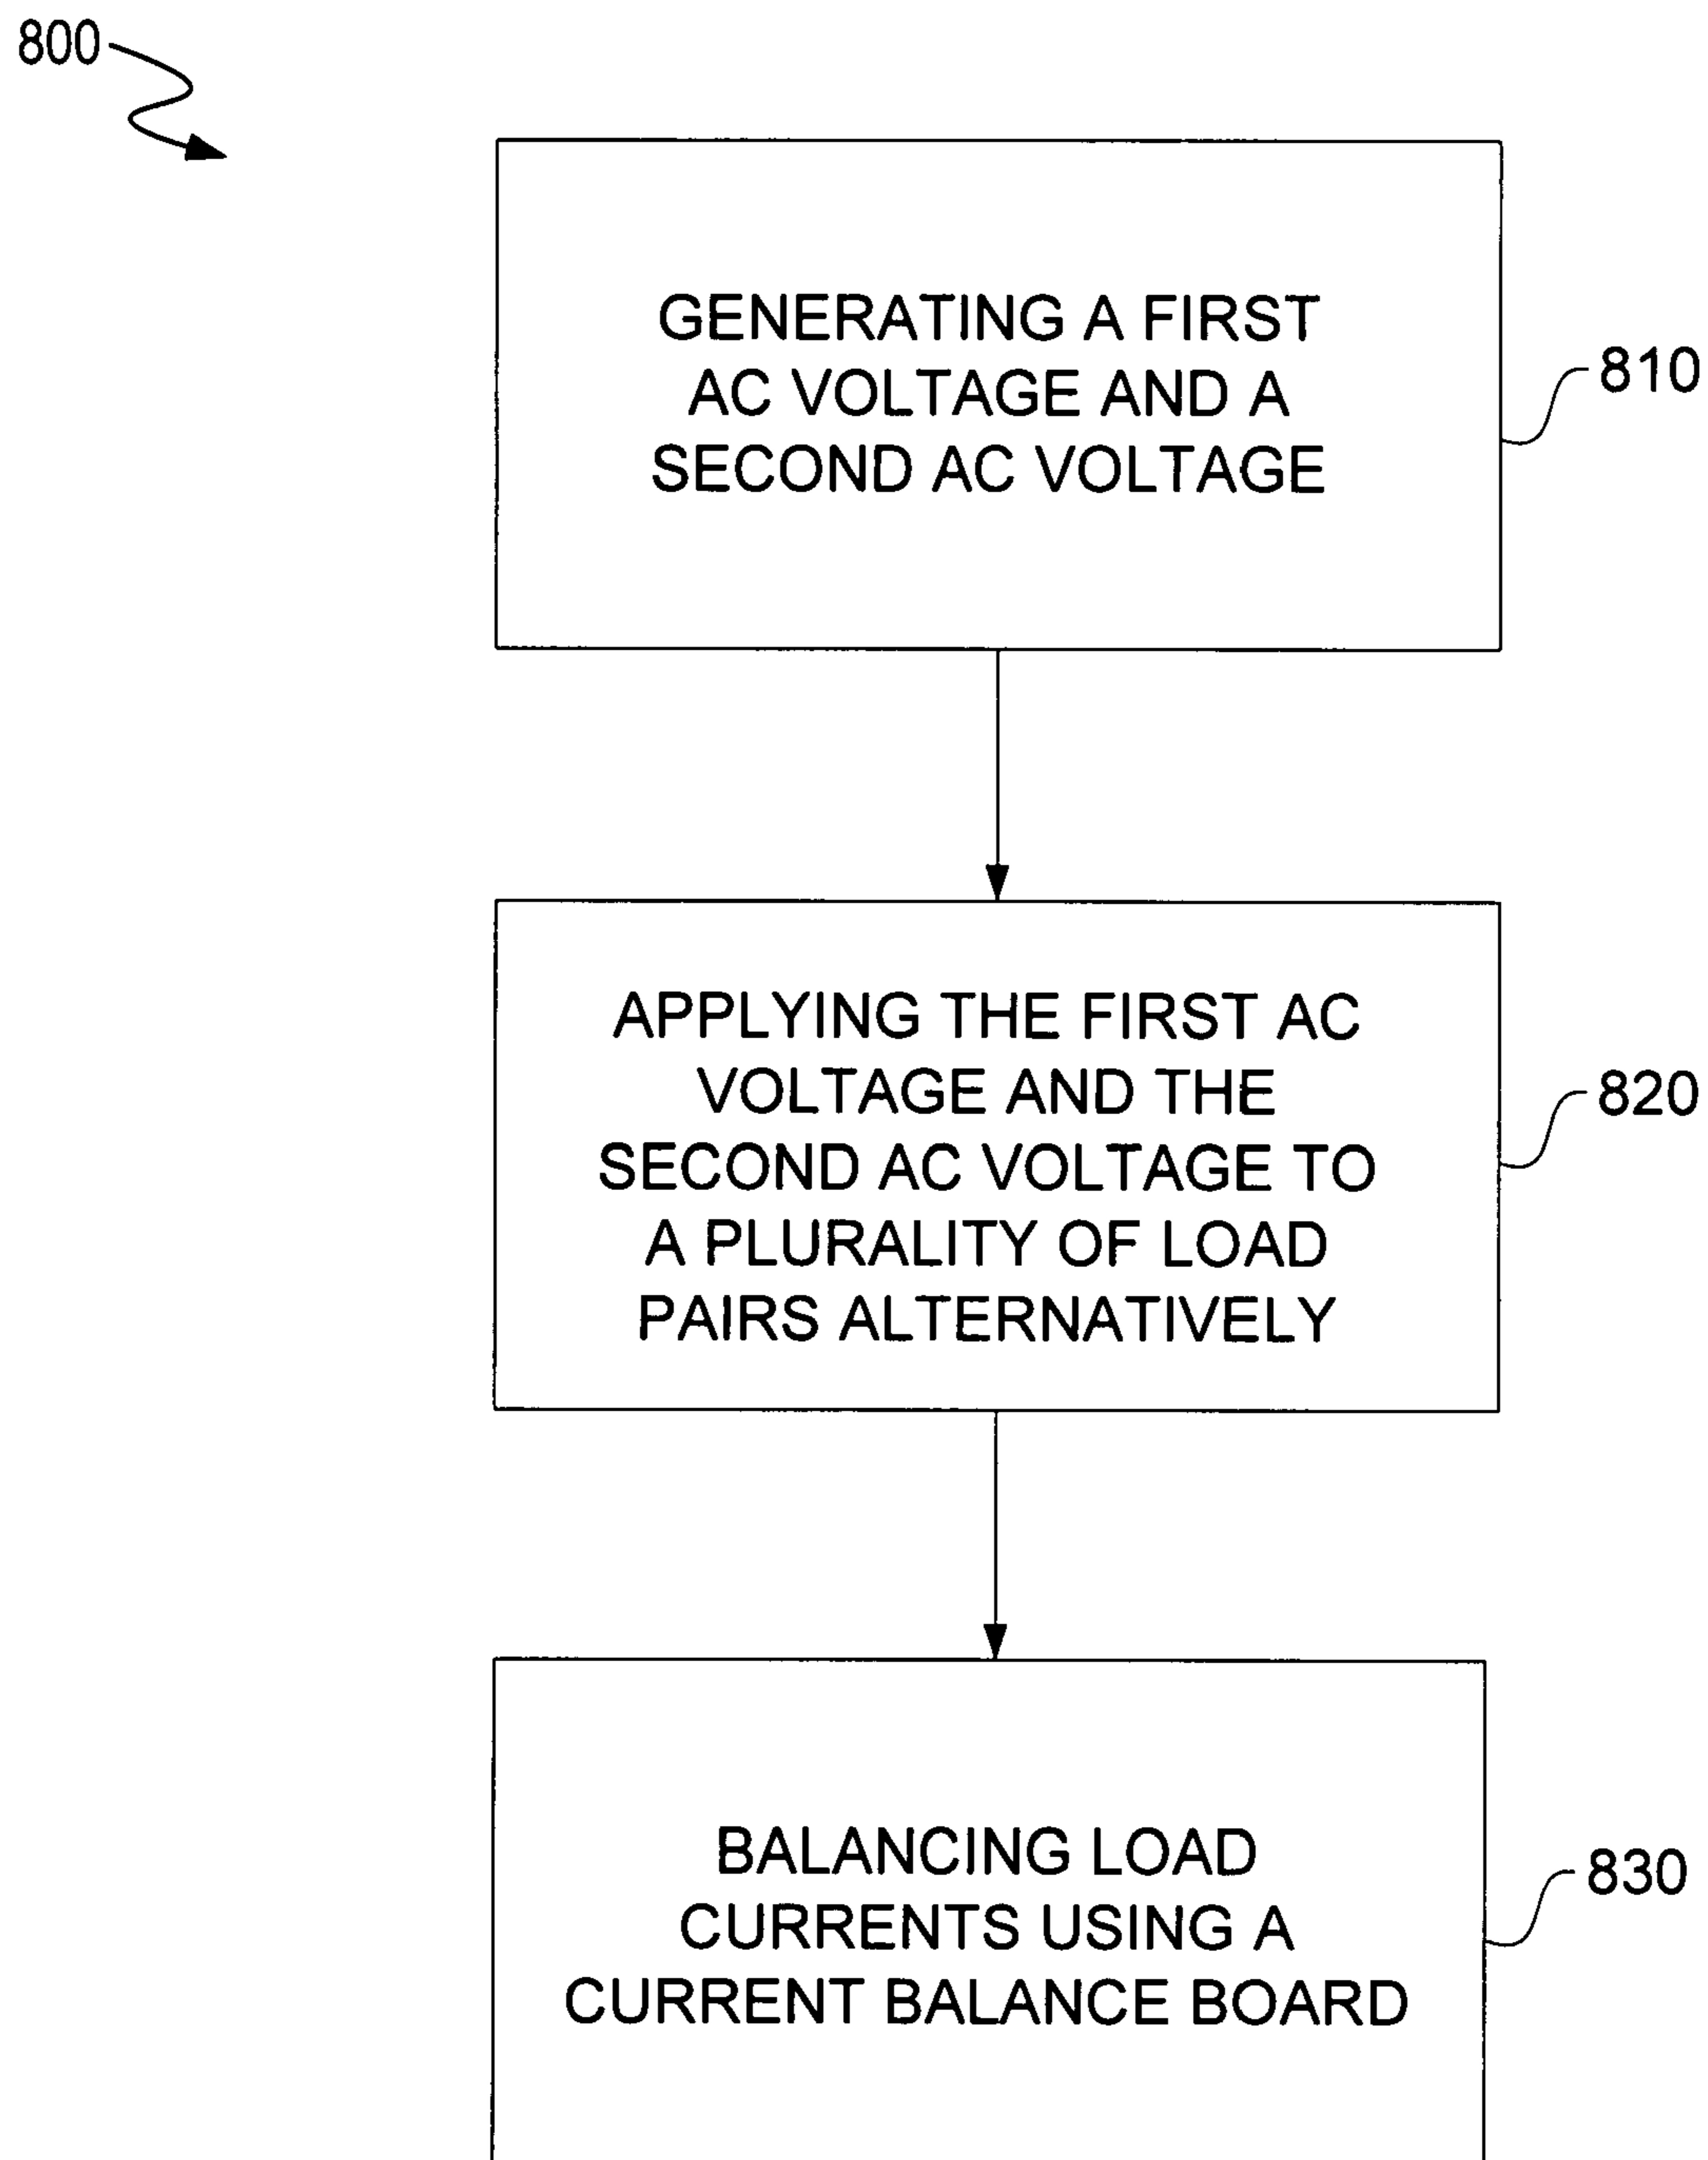 800
GENERATING A FIRST
AC VOLTAGE AND A
SECOND AC VOLTAGE
810
APPLYING THE FIRST AC
VOLTAGE AND THE
SECOND AC VOLTAGE TO
A PLURALITY OF LOAD
PAIRS ALTERNATIVELY
820
BALANCING LOAD
CURRENTS USING A
CURRENT BALANCE BOARD
830